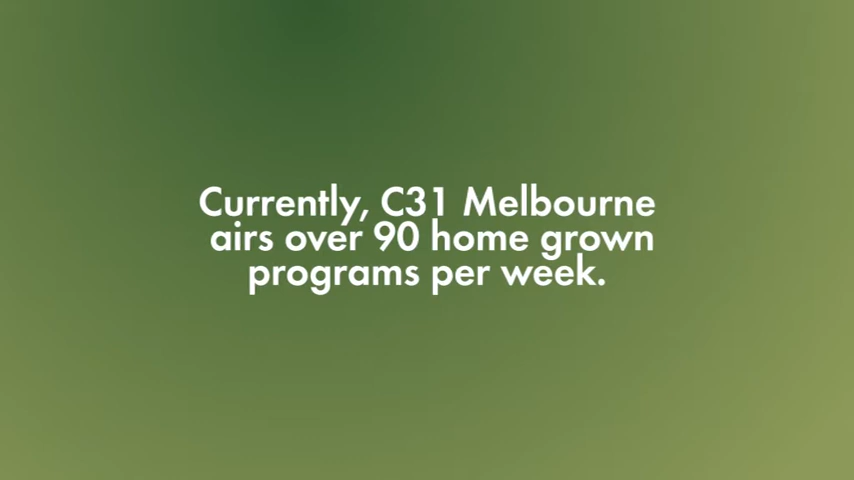 Currently, C31 Melbourne
airs over 90 home grown
programs per week.